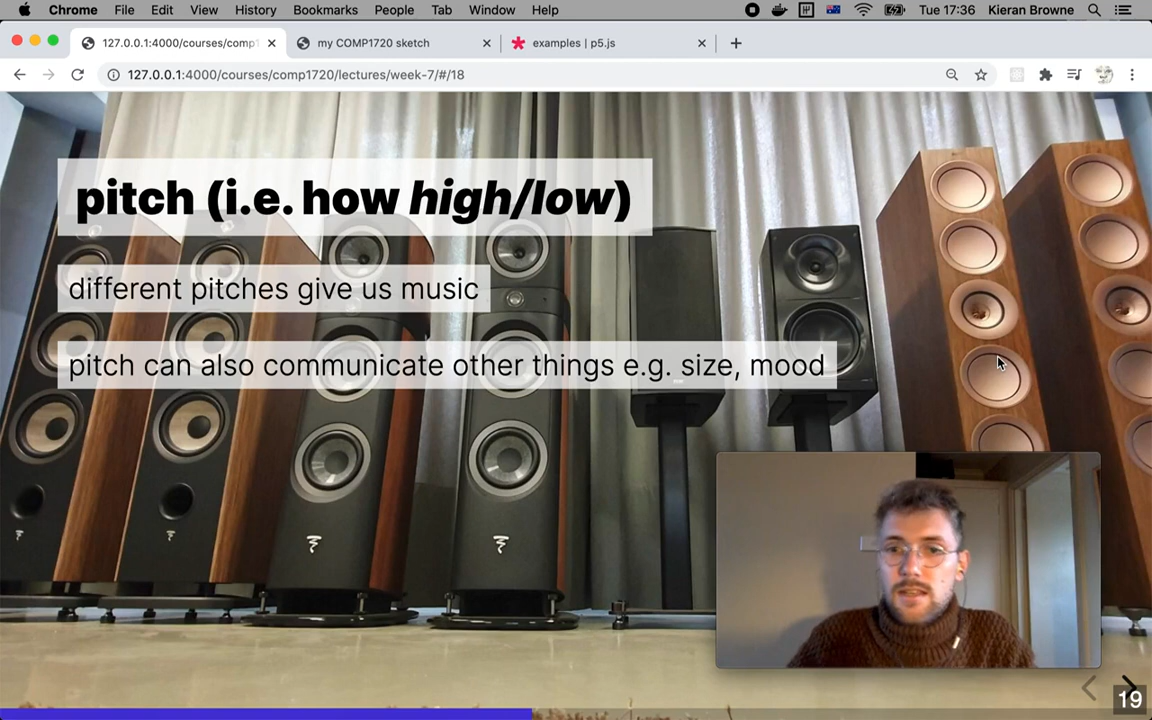 Chrome File Edit View History Bookmarks People Tab Window Help Tue 17:36 Kieran Browne
127.0.0.1:4000/courses/comp1 my COMP1720 sketch examples | p5.js
127.0.0.1:4000/courses/comp1720/lectures/week-7/#/18
pitch (i.e. how high/low)
different pitches give us music
pitch can also communicate other things e.g. size, mood
19